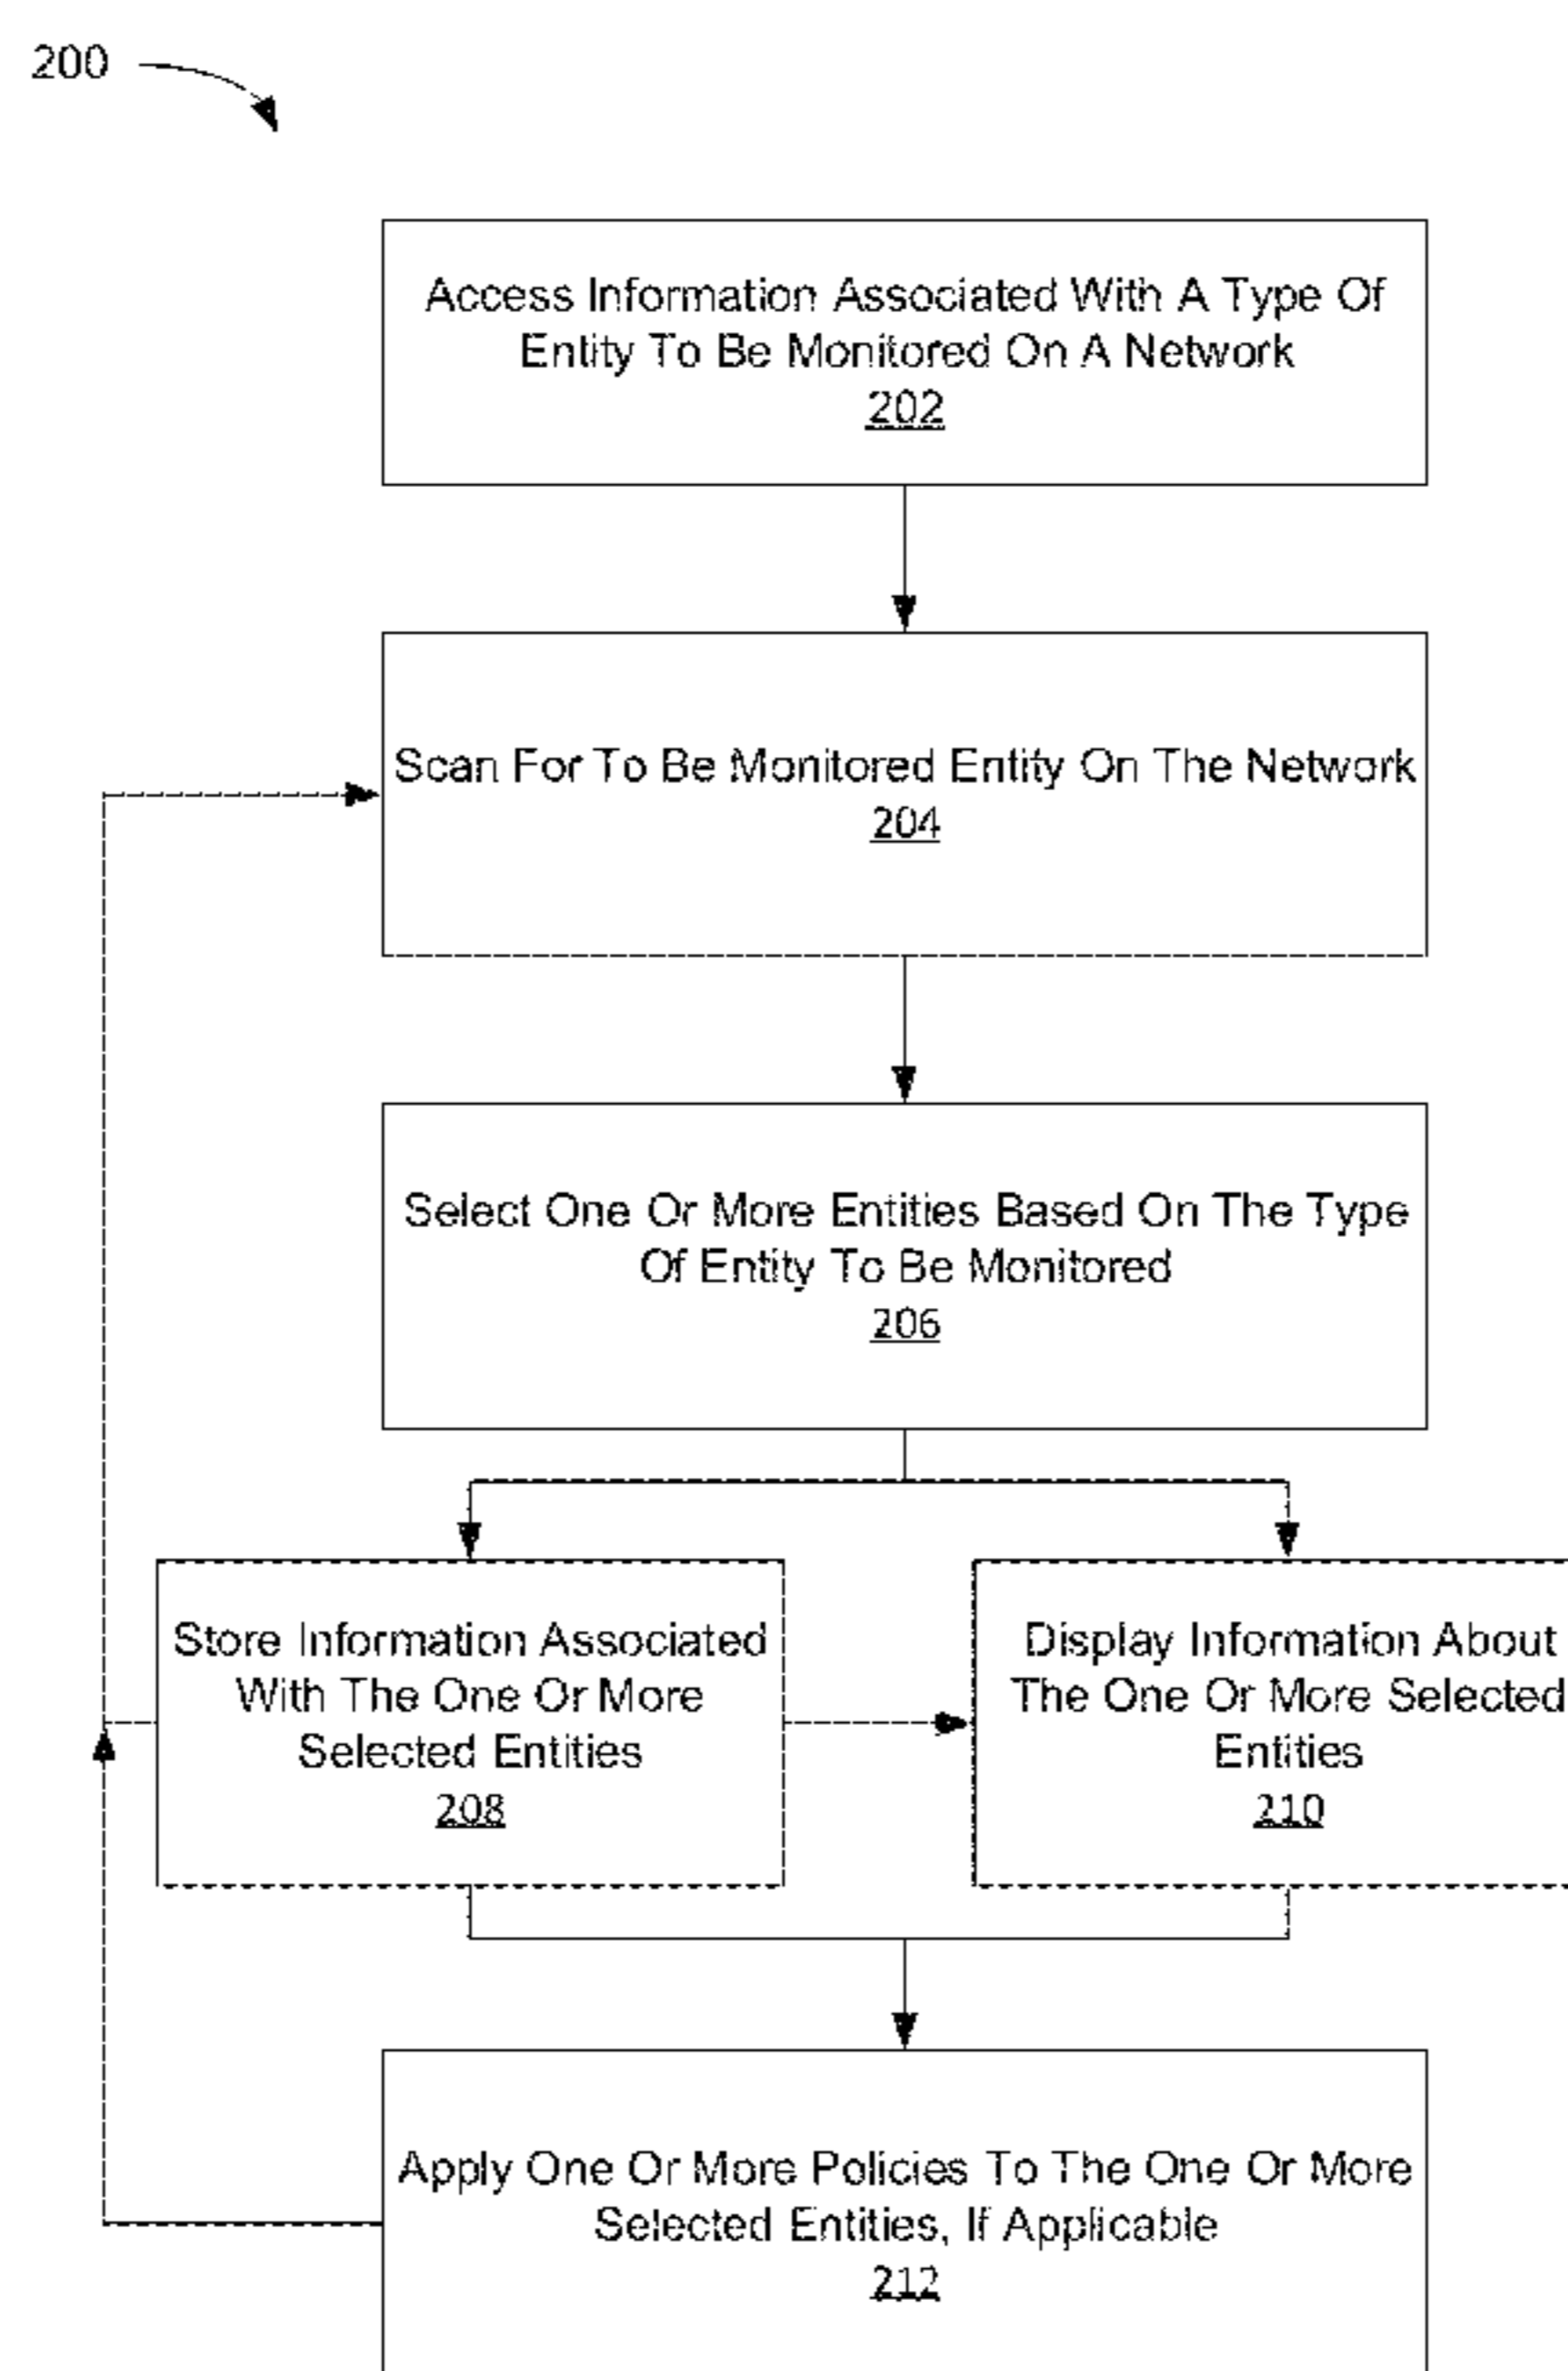 200
Access Information Associated With A Type Of
Entity To Be Monitored On A Network
202
Scan For To Be Monitored Entity On The Network
204
Select One Or More Entities Based On The Type
Of Entity To Be Monitored
206
Store Information Associated
With The One Or More
Selected Entities
208
Display Information About
The One Or More Selected
Entities
210
Apply One Or More Policies To The One Or More
Selected Entities, If Applicable
212